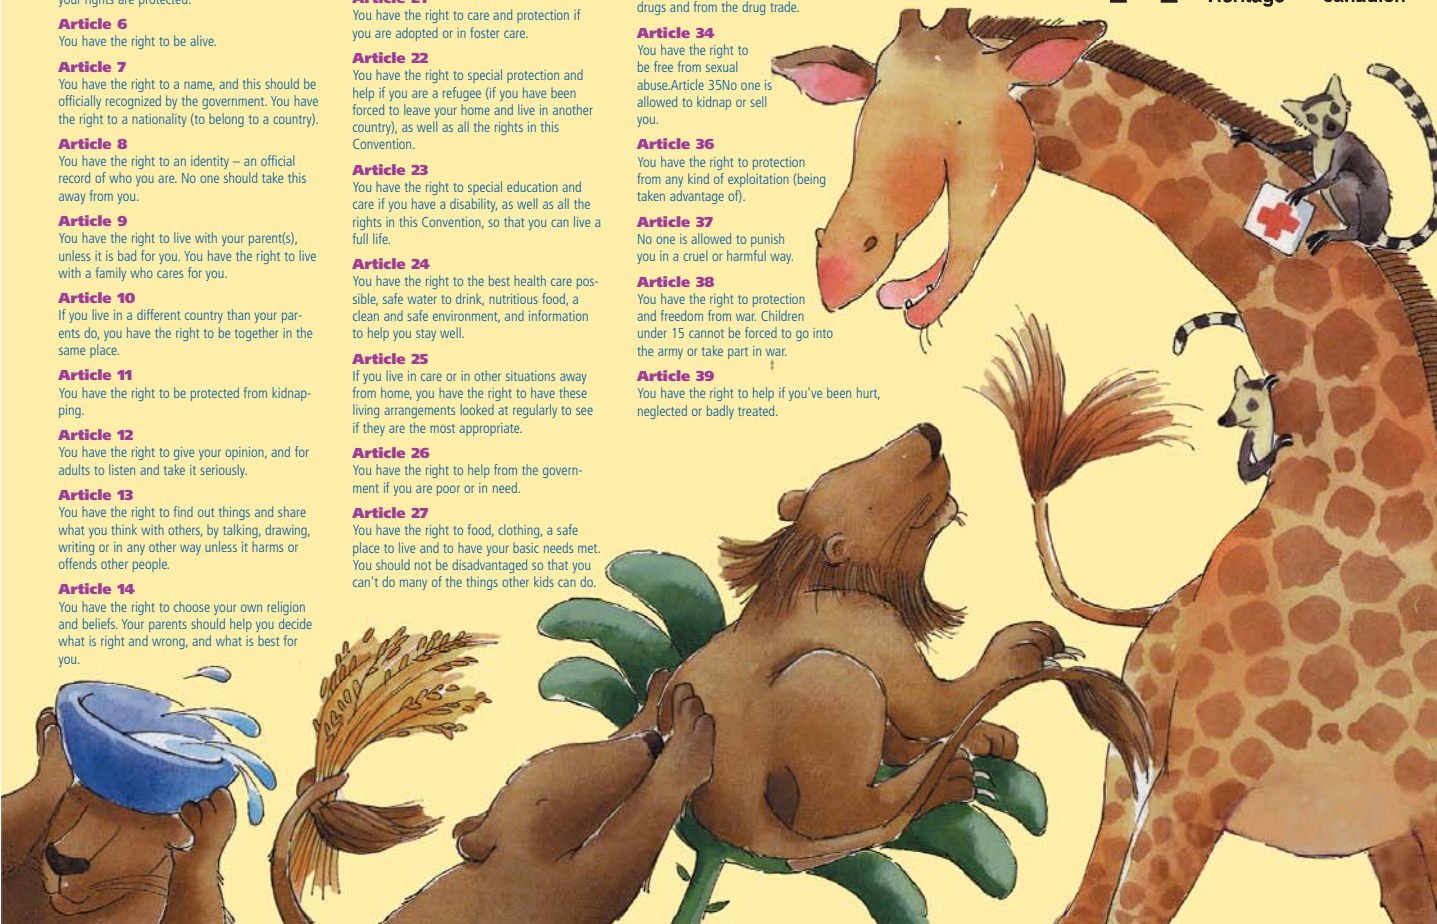 your rights are protected.
Article 6
You have the right to be alive.
Article 7
You have the right to a name, and this should be
officially recognized by the government. You have
the right to a nationality (to belong to a country).
Article 8
You have the right to an identity – an official
record of who you are. No one should take this
away from you.
Article 9
You have the right to live with your parent(s),
unless it is bad for you. You have the right to live
with a family who cares for you.
Article 10
If you live in a different country than your par-
ents do, you have the right to be together in the
same place.
Article 11
You have the right to be protected from kidnap-
ping.
Article 12
You have the right to give your opinion, and for
adults to listen and take it seriously.
Article 13
You have the right to find out things and share
what you think with others, by talking, drawing,
writing or in any other way unless it harms or
offends other people.
Article 14
You have the right to choose your own religion
and beliefs. Your parents should help you decide
what is right and wrong, and what is best for
you.
Article 21
You have the right to care and protection if
you are adopted or in foster care.
Article 22
You have the right to special protection and
help if you are a refugee (if you have been
forced to leave your home and live in another
country), as well as all the rights in this
Convention.
Article 23
You have the right to special education and
care if you have a disability, as well as all the
rights in this Convention, so that you can live a
full life.
Article 24
You have the right to the best health care pos-
sible, safe water to drink, nutritious food, a
clean and safe environment, and information
to help you stay well.
Article 25
If you live in care or in other situations away
from home, you have the right to have these
living arrangements looked at regularly to see
if they are the most appropriate.
Article 26
You have the right to help from the govern-
ment if you are poor or in need.
Article 27
You have the right to food, clothing, a safe
place to live and to have your basic needs met.
You should not be disadvantaged so that you
can't do many of the things other kids can do.
drugs and from the drug trade.
Article 34
You have the right to
be free from sexual
abuse.Article 35No one is
allowed to kidnap or sell
you.
Article 36
You have the right to protection
from any kind of exploitation (being
taken advantage of).
Article 37
No one is allowed to punish
you in a cruel or harmful way.
Article 38
You have the right to protection
and freedom from war. Children
under 15 cannot be forced to go into
the army or take part in war.
Article 39
You have the right to help if you've been hurt,
neglected or badly treated.
Heritage canadien